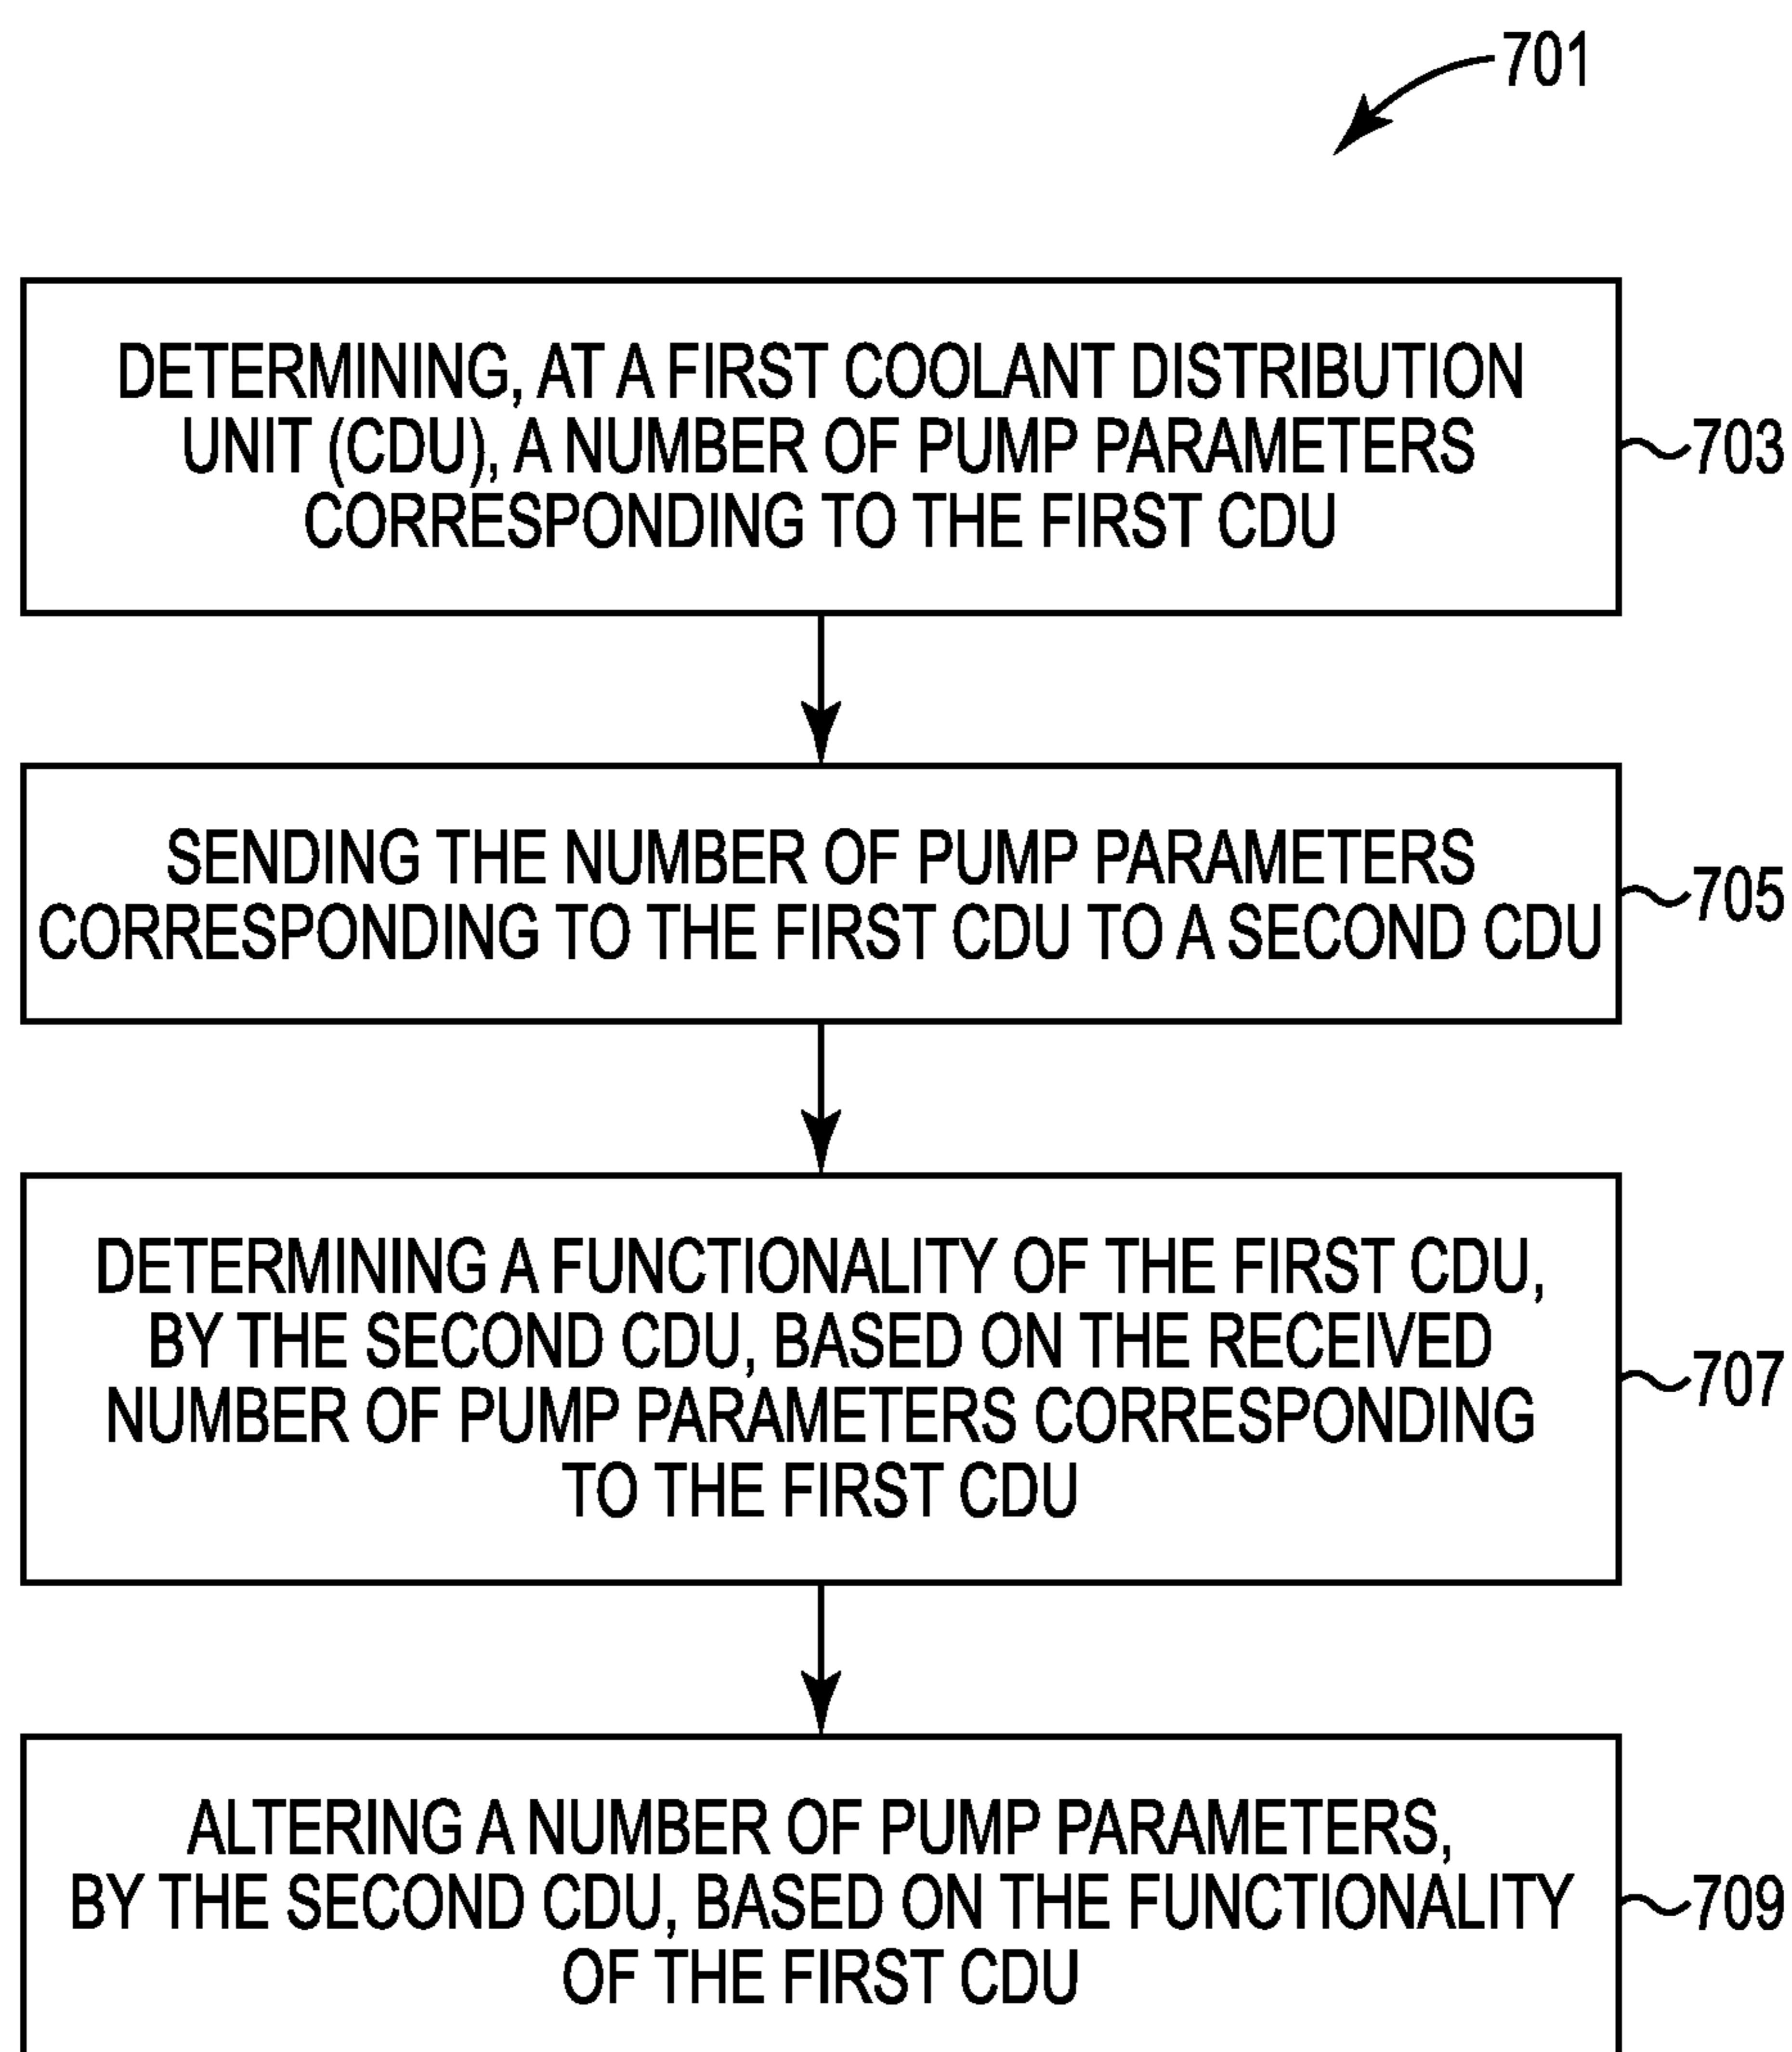 701
DETERMINING, AT A FIRST COOLANT DISTRIBUTION
UNIT (CDU), A NUMBER OF PUMP PARAMETERS
CORRESPONDING TO THE FIRST CDU
703
SENDING THE NUMBER OF PUMP PARAMETERS
CORRESPONDING TO THE FIRST CDU TO A SECOND CDU
705
DETERMINING A FUNCTIONALITY OF THE FIRST CDU,
BY THE SECOND CDU, BASED ON THE RECEIVED
NUMBER OF PUMP PARAMETERS CORRESPONDING
TO THE FIRST CDU
707
ALTERING A NUMBER OF PUMP PARAMETERS,
BY THE SECOND CDU, BASED ON THE FUNCTIONALITY
OF THE FIRST CDU
709